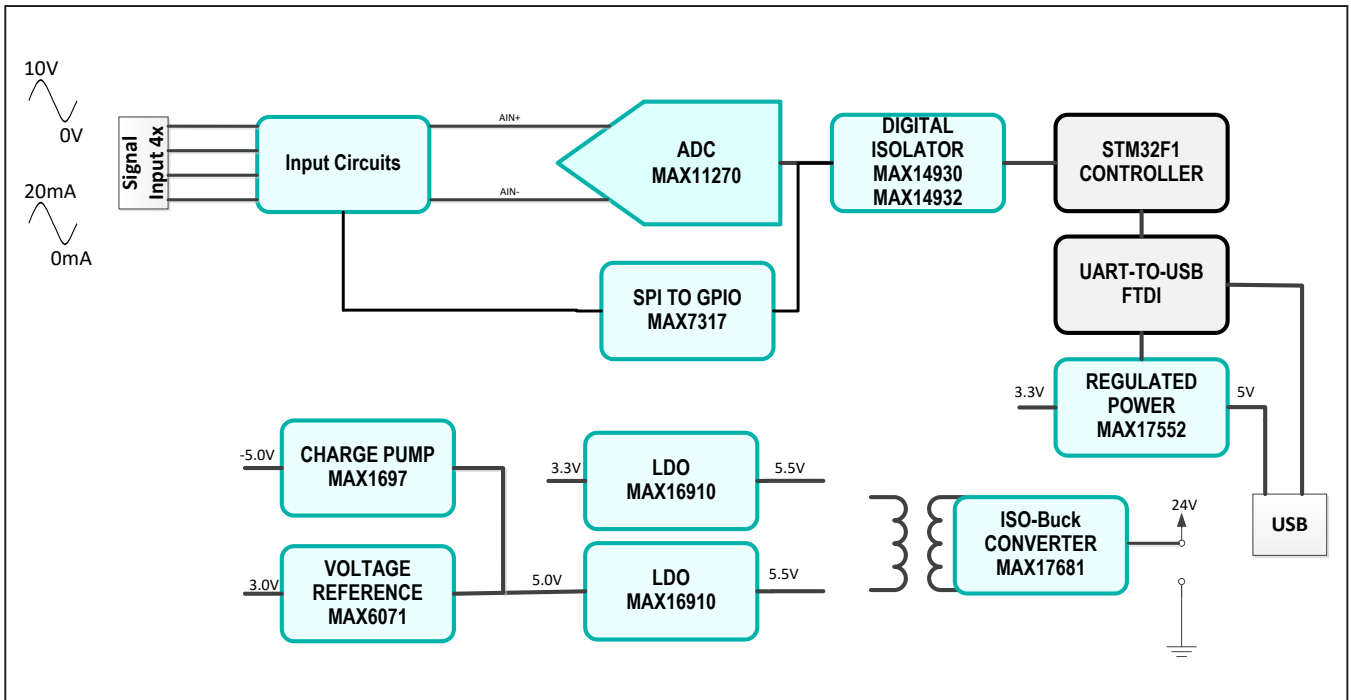 10V
0V
20mA
0mA
Signal
Input 4x
Input Circuits
AIN+
AIN-
ADC
MAX11270
DIGITAL
ISOLATOR
MAX14930
MAX14932
STM32F1
CONTROLLER
SPI TO GPIO
MAX7317
UART-TO-USB
FTDI
3.3V
REGULATED
POWER
MAX17552
5V
-5.0V
CHARGE PUMP
MAX1697
3.3V
LDO
MAX16910
5.5V
3.0V
VOLTAGE
REFERENCE
MAX6071
5.0V
LDO
MAX16910
5.5V
ISO-Buck
CONVERTER
MAX17681
24V
USB